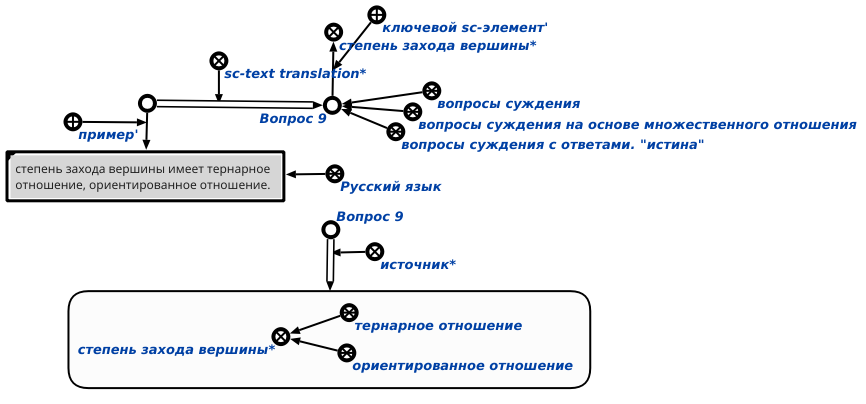 ключевой sc-элемент'
степень захода вершины*
sc-text translation*
вопросы суждения
Вопрос 9
вопросы суждения на основе множественного отношения
пример'
вопросы суждения с ответами. "истина"
степень захода вершины имеет тернарное
отношение, ориентированное отношение.
Русский язык
Вопрос 9
источник*
тернарное отношение
степень захода вершины*
ориентированное отношение